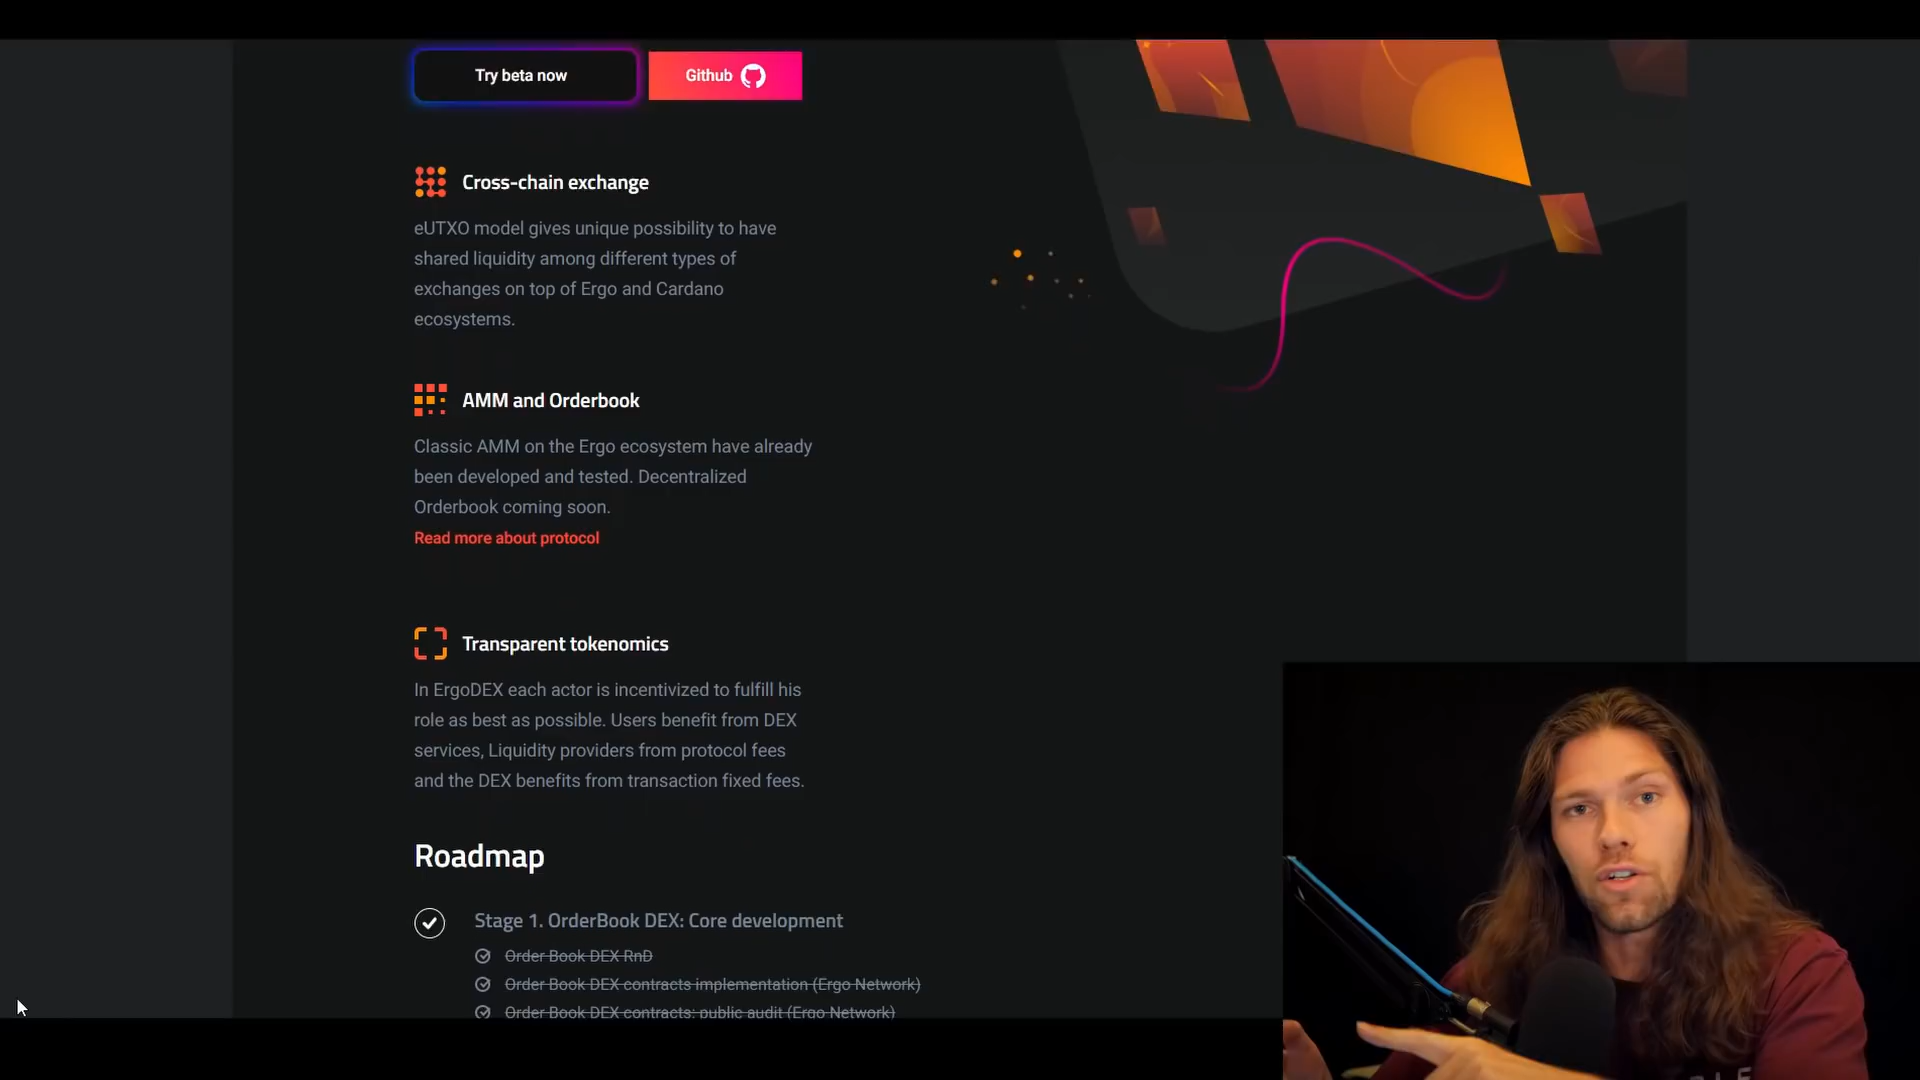 Try beta now
Github
Cross-chain exchange
eUTXO model gives unique possibility to have
shared liquidity among different types of
exchanges on top of Ergo and Cardano
ecosystems.
AMM and Orderbook
Classic AMM on the Ergo ecosystem have already
been developed and tested. Decentralized
Orderbook coming soon.
Read more about protocol
Transparent tokenomics
In ErgoDEX each actor is incentivized to fulfill his
role as best as possible. Users benefit from DEX
services, Liquidity providers from protocol fees
and the DEX benefits from transaction fixed fees.
Roadmap
Stage 1. OrderBook DEX: Core development
Order Book DEX RnD
Order Book DEX contracts implementation (Ergo Network)
Order Book DEX contracts: public audit (Ergo Network)